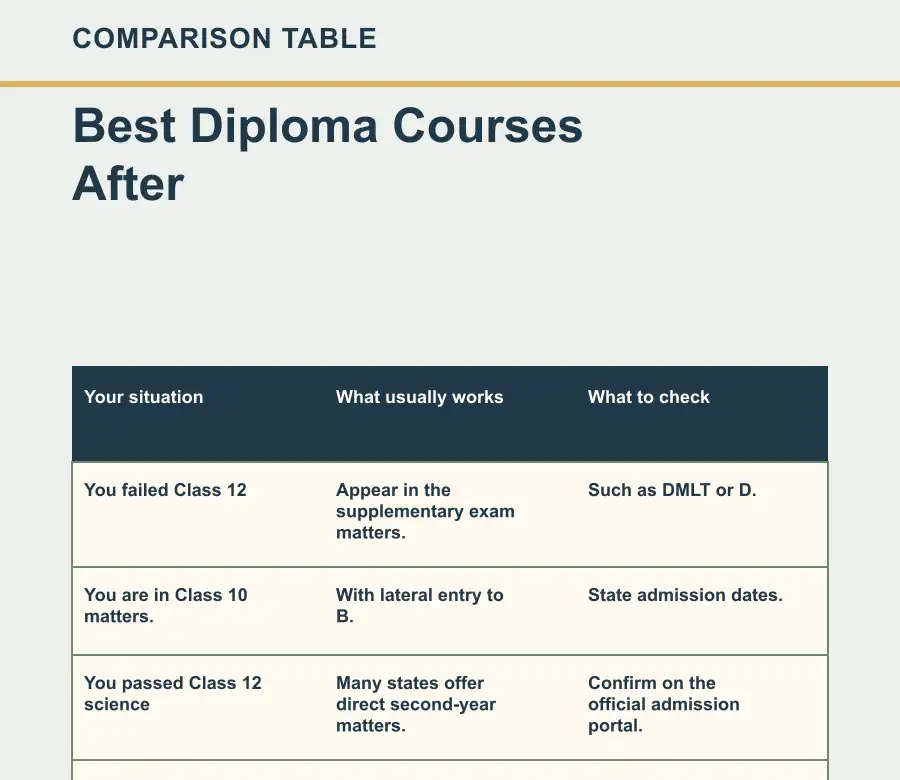 COMPARISON TABLE
Best Diploma Courses
After
Your situation
What usually works
What to check
You failed Class 12
Appear in the
supplementary exam
matters.
Such as DMLT or D.
You are in Class 10
matters.
With lateral entry to
B.
State admission dates.
You passed Class 12
science
Many states offer
direct second-year
matters.
Confirm on the
official admission
portal.